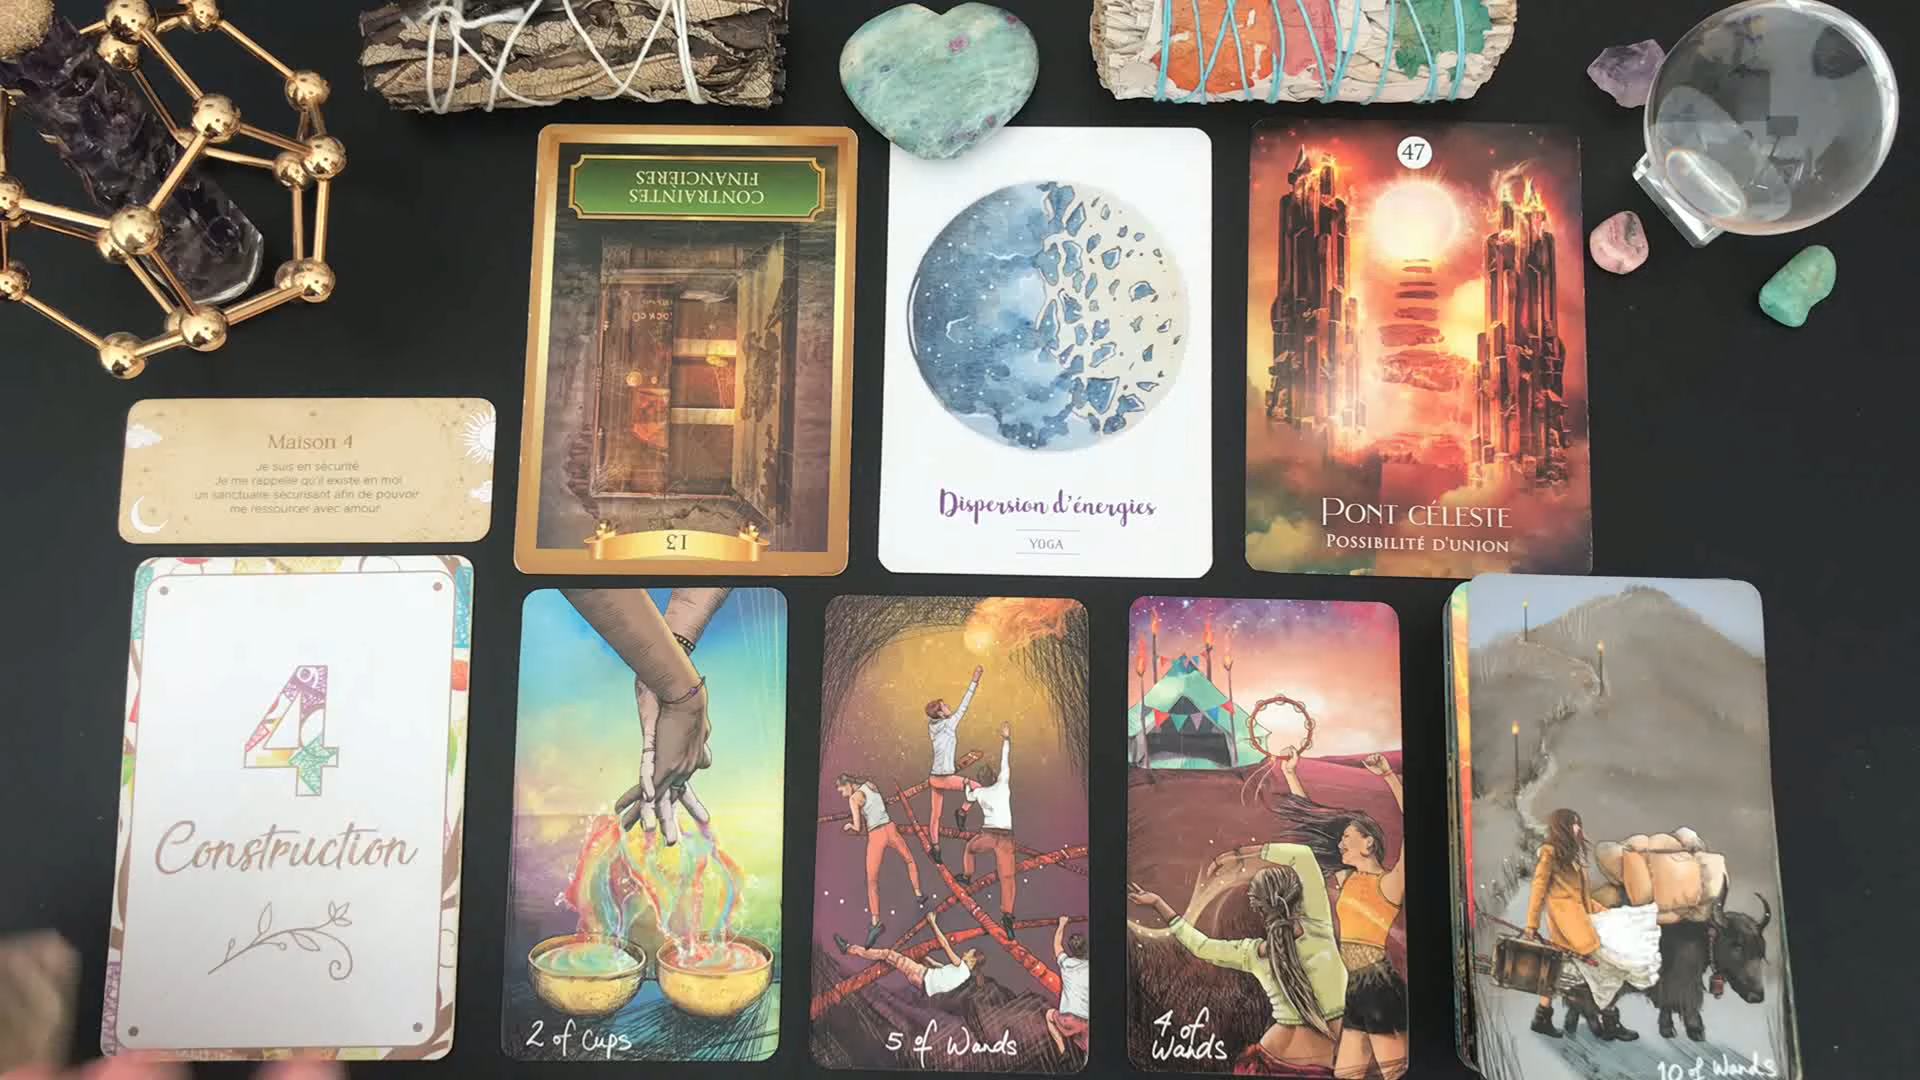 CONTRAINTES
FINANCIÈRES
13
Dispersion d'énergies
YOGA
47
PONT CÉLESTE
POSSIBILITÉ D'UNION
Maison 4
Je suis en sécurité
Je me rappelle qu'il existe en moi
un sanctuaire sécurisant afin de pouvoir
me ressourcer avec amour
4
Construction
2 of Cups
5 of Wands
4 of
Wands
10 of Wands